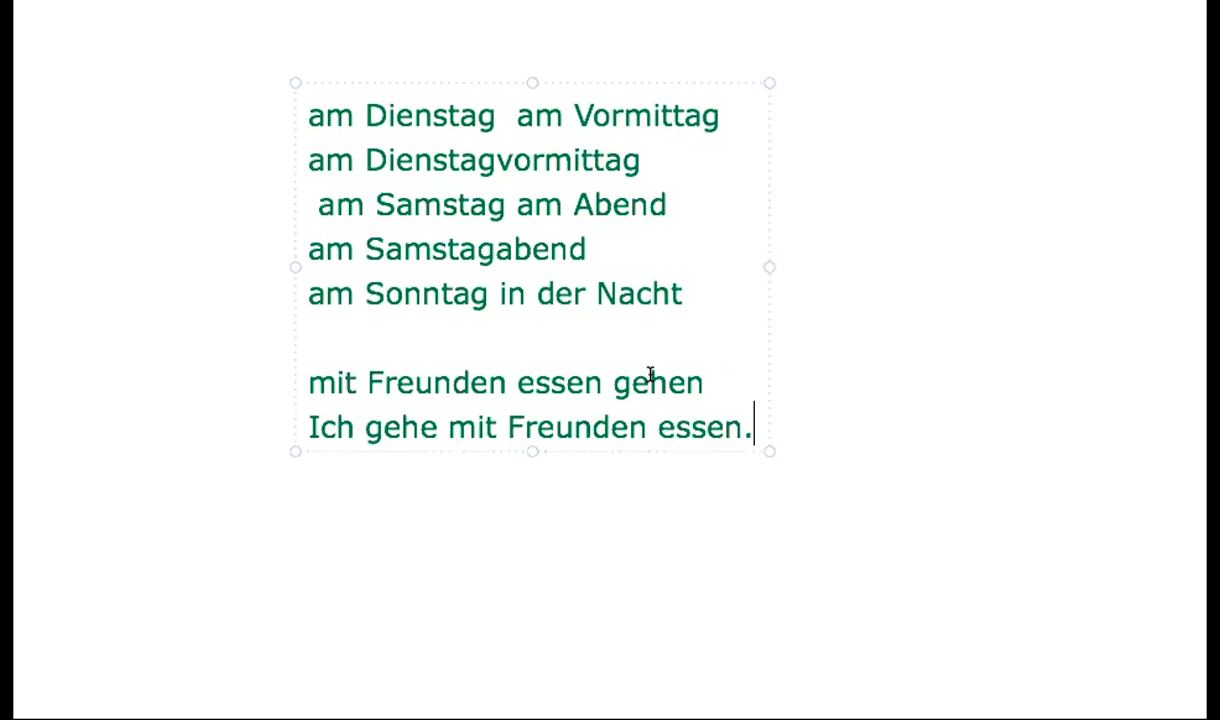 am Dienstag  am Vormittag
am Dienstagvormittag
am Samstag am Abend
am Samstagabend
am Sonntag in der Nacht
mit Freunden essen gehen
Ich gehe mit Freunden essen.